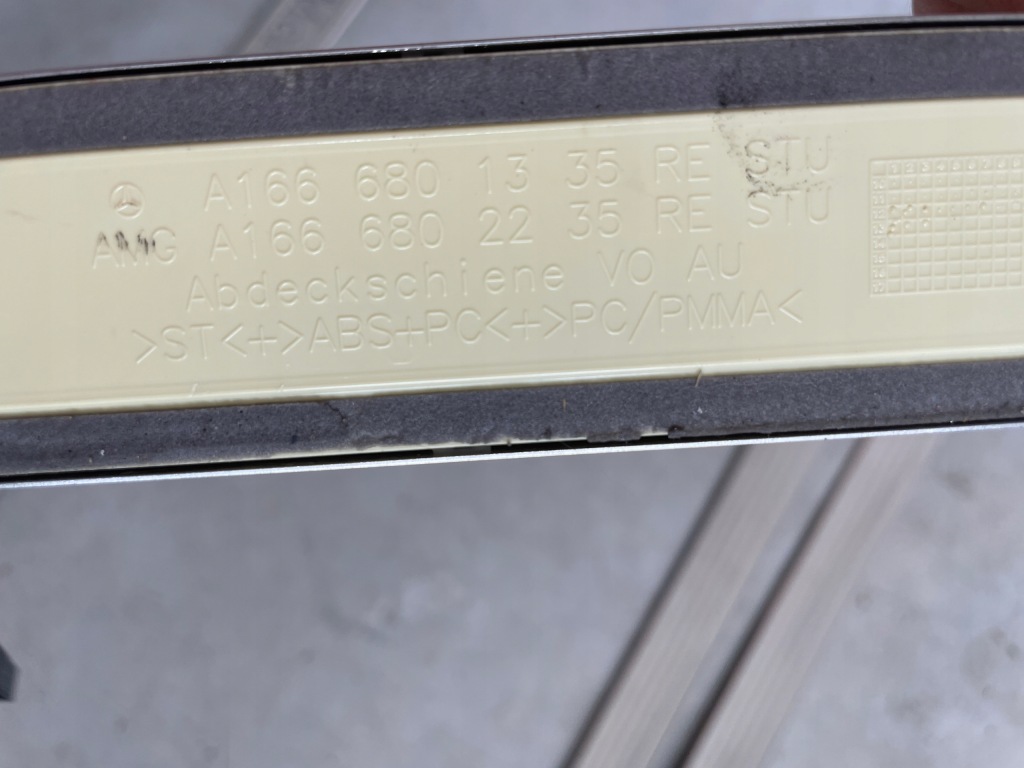 A166 680 13 35 RE STU
AMG A166 680 22 35 RE STU
Abdeckschiene VO AU
>ST<+>ABS+PC<+>PC/PMMA<